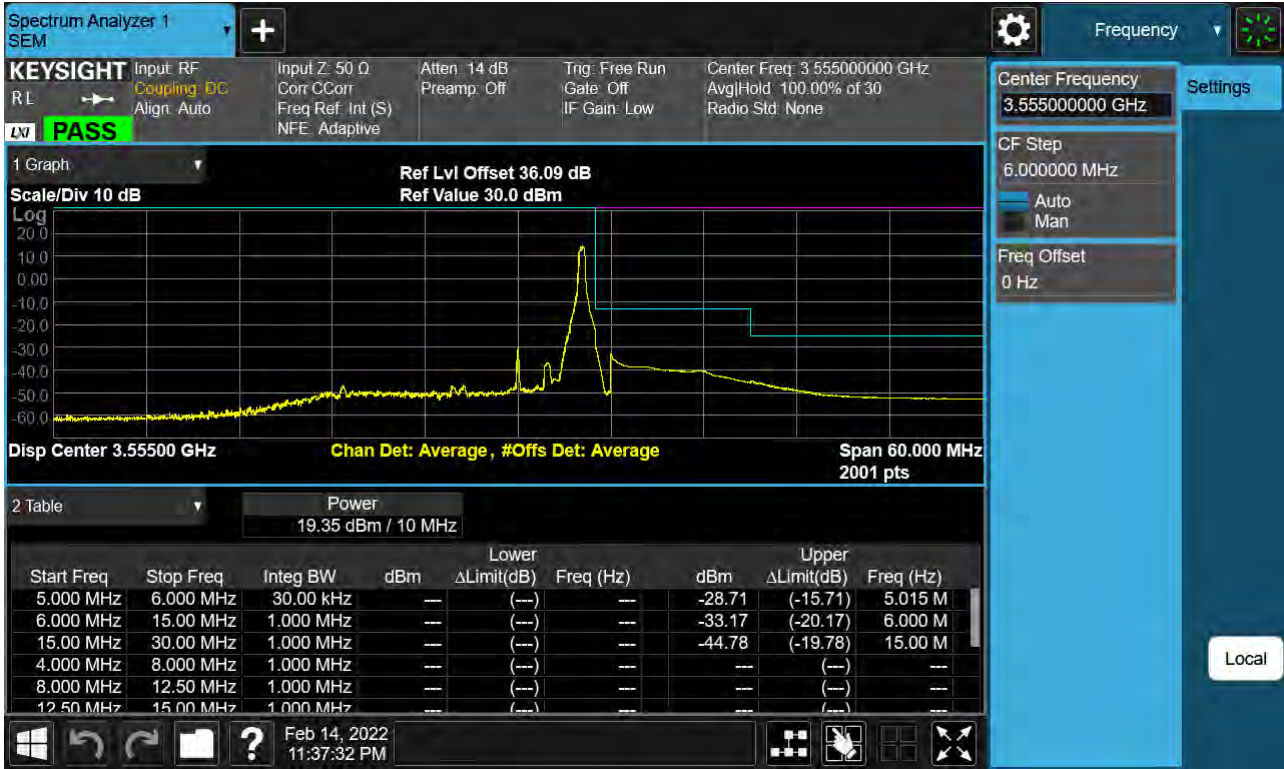 Spectrum Analyzer 1
SEM
Frequency
KEYSIGHT
RL
LXI
PASS
Input: RF
Coupling: DC
Align: Auto
Input Z: 50 Ω
Corr CCorr
Freq Ref: Int (S)
NFE: Adaptive
Atten: 14 dB
Preamp: Off
Trig: Free Run
Gate: Off
IF Gain: Low
Center Freq: 3.555000000 GHz
Avg|Hold: 100.00% of 30
Radio Std: None
Center Frequency
3.555000000 GHz
Settings
CF Step
6.000000 MHz
Auto
Man
Freq Offset
0 Hz
Local
1 Graph
Scale/Div 10 dB
Ref Lvl Offset 36.09 dB
Ref Value 30.0 dBm
Log
20.0
10.0
0.00
-10.0
-20.0
-30.0
-40.0
-50.0
-60.0
Disp Center 3.55500 GHz
Chan Det: Average, #Offs Det: Average
Span 60.000 MHz
2001 pts
2 Table
Power
19.35 dBm / 10 MHz
Lower Upper
Start Freq Stop Freq Integ BW dBm ΔLimit(dB) Freq (Hz) dBm ΔLimit(dB) Freq (Hz)
5.000 MHz 6.000 MHz 30.00 kHz --- (---) --- -28.71 (-15.71) 5.015 M
6.000 MHz 15.00 MHz 1.000 MHz --- (---) --- -33.17 (-20.17) 6.000 M
15.00 MHz 30.00 MHz 1.000 MHz --- (---) --- -44.78 (-19.78) 15.00 M
4.000 MHz 8.000 MHz 1.000 MHz --- (---) --- --- (---) ---
8.000 MHz 12.50 MHz 1.000 MHz --- (---) --- --- (---) ---
12.50 MHz 15.00 MHz 1.000 MHz --- (---) --- --- (---) ---
?
Feb 14, 2022
11:37:32 PM